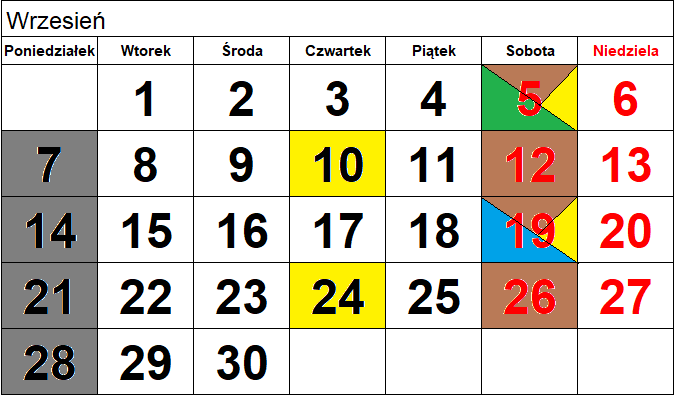 Wrzesień
Poniedziałek Wtorek Środa Czwartek Piątek Sobota Niedziela
1 2 3 4 5 6
7 8 9 10 11 12 13
14 15 16 17 18 19 20
21 22 23 24 25 26 27
28 29 30